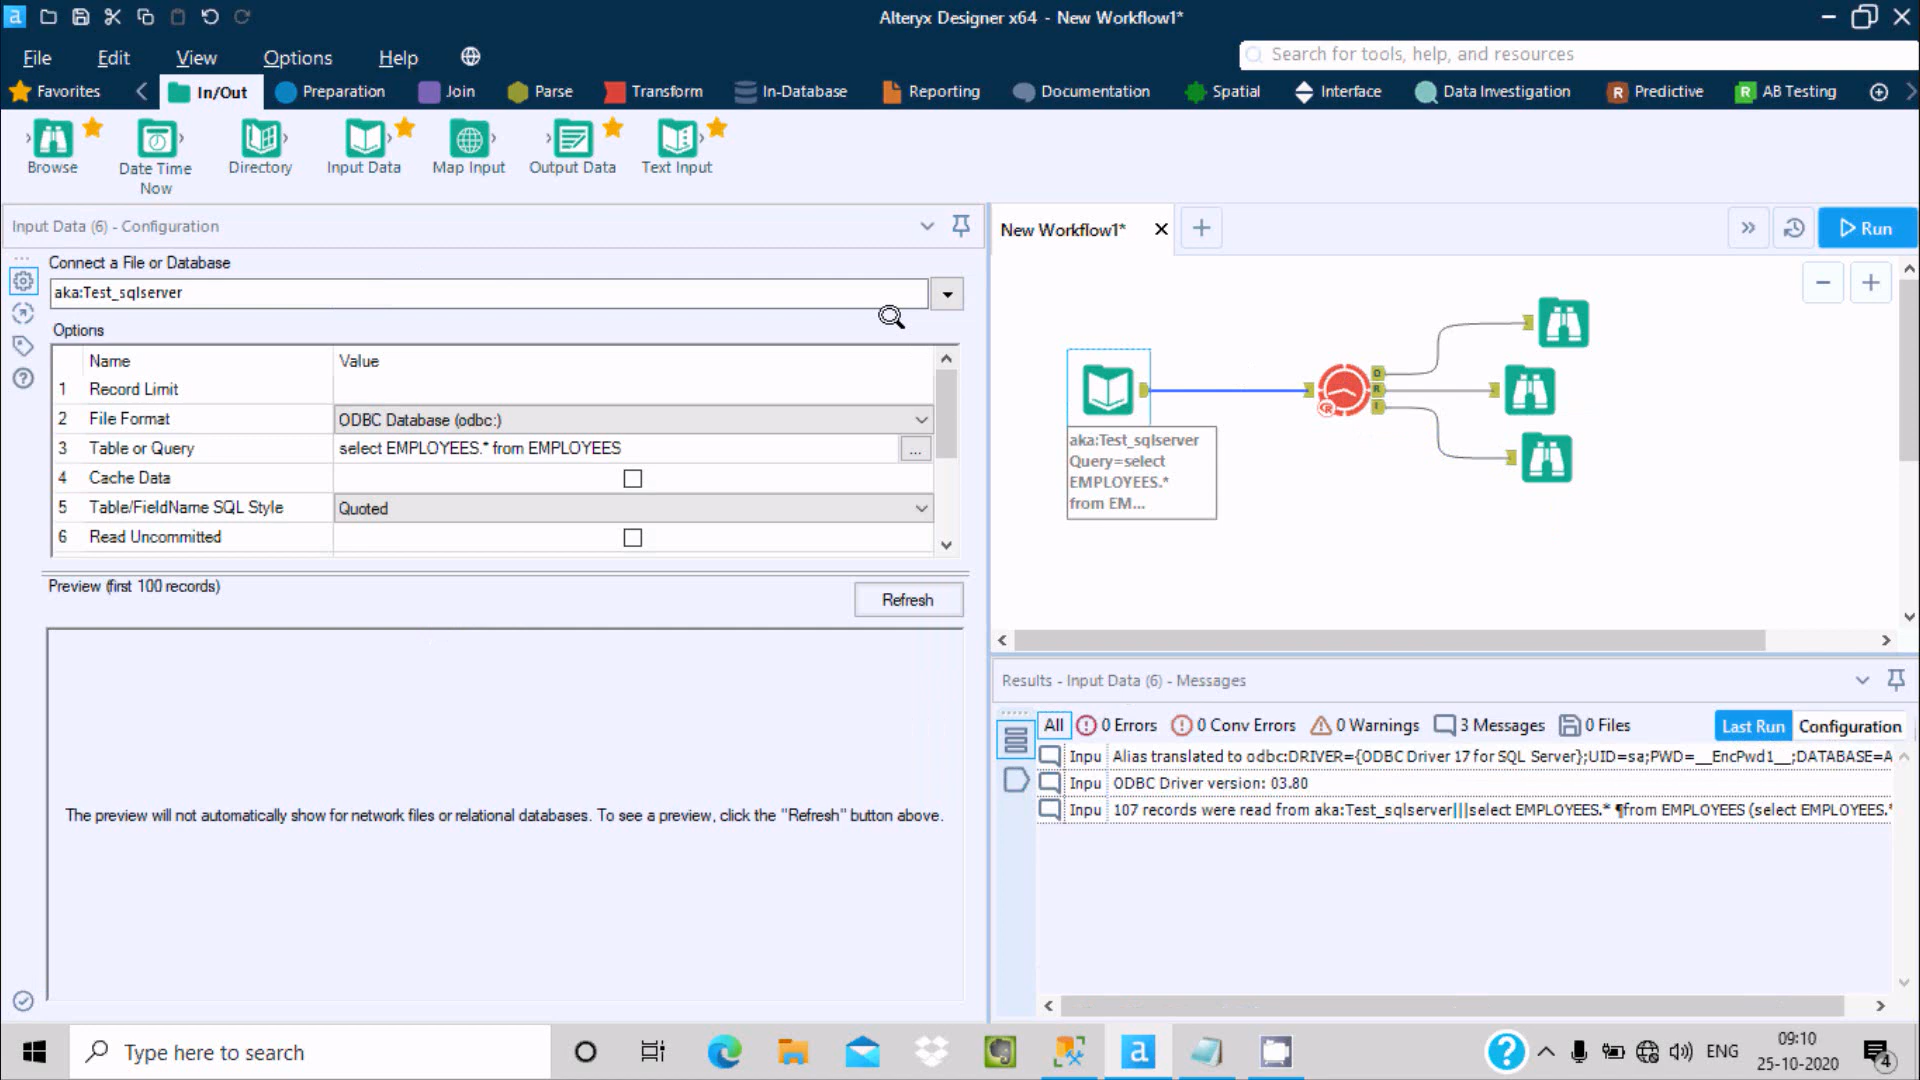 Alteryx Designer x64 - New Workflow1*
File Edit View Options Help
Search for tools, help, and resources
Favorites In/Out Preparation Join Parse Transform In-Database Reporting Documentation Spatial Interface Data Investigation Predictive AB Testing
Browse Date Time Now Directory Input Data Map Input Output Data Text Input
Input Data (6) - Configuration
Connect a File or Database
aka:Test_sqlserver
Options
Name Value
1 Record Limit
2 File Format ODBC Database (odbc:)
3 Table or Query select EMPLOYEES.* from EMPLOYEES ...
4 Cache Data
5 Table/FieldName SQL Style Quoted
6 Read Uncommitted
Preview (first 100 records)
Refresh
The preview will not automatically show for network files or relational databases. To see a preview, click the "Refresh" button above.
New Workflow1*
Run
O
R
I
aka:Test_sqlserver
Query=select
EMPLOYEES.*
from EM...
Results - Input Data (6) - Messages
All 0 Errors 0 Conv Errors 0 Warnings 3 Messages 0 Files Last Run Configuration
Inpu Alias translated to odbc:DRIVER={ODBC Driver 17 for SQL Server};UID=sa;PWD=__EncPwd1__;DATABASE=A
Inpu ODBC Driver version: 03.80
Inpu 107 records were read from aka:Test_sqlserver|||select EMPLOYEES.* ¶from EMPLOYEES (select EMPLOYEES.*
Type here to search
ENG
09:10
25-10-2020
4